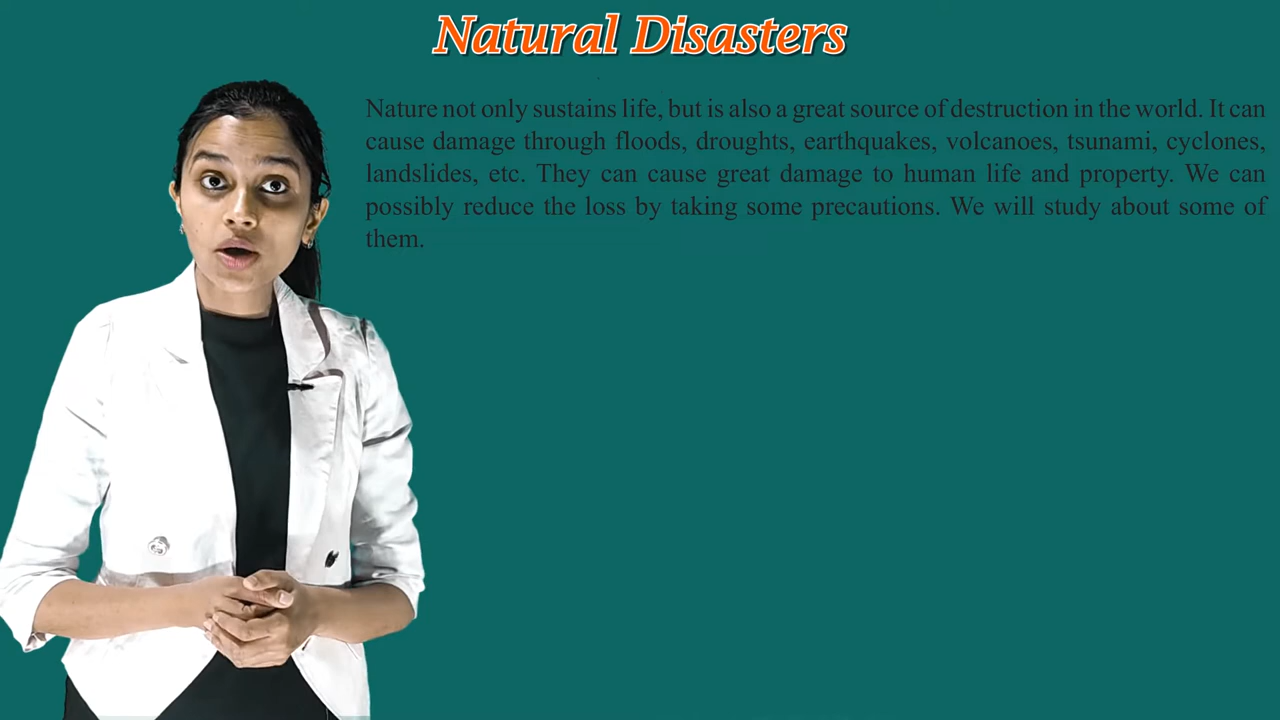 Natural Disasters
Nature not only sustains life, but is also a great source of destruction in the world. It can
cause damage through floods, droughts, earthquakes, volcanoes, tsunami, cyclones,
landslides, etc. They can cause great damage to human life and property. We can
possibly reduce the loss by taking some precautions. We will study about some of
them.